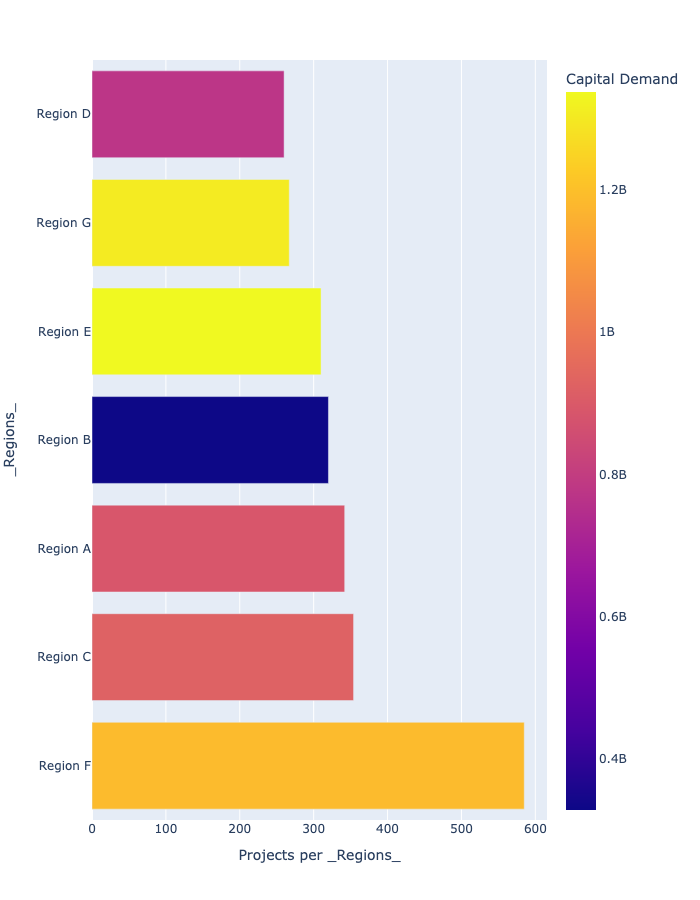 Capital Demand
Region D
Region G
Region E
Region B
Region A
Region C
Region F
_Regions_
0 100 200 300 400 500 600
Projects per _Regions_
1.2B
1B
0.8B
0.6B
0.4B